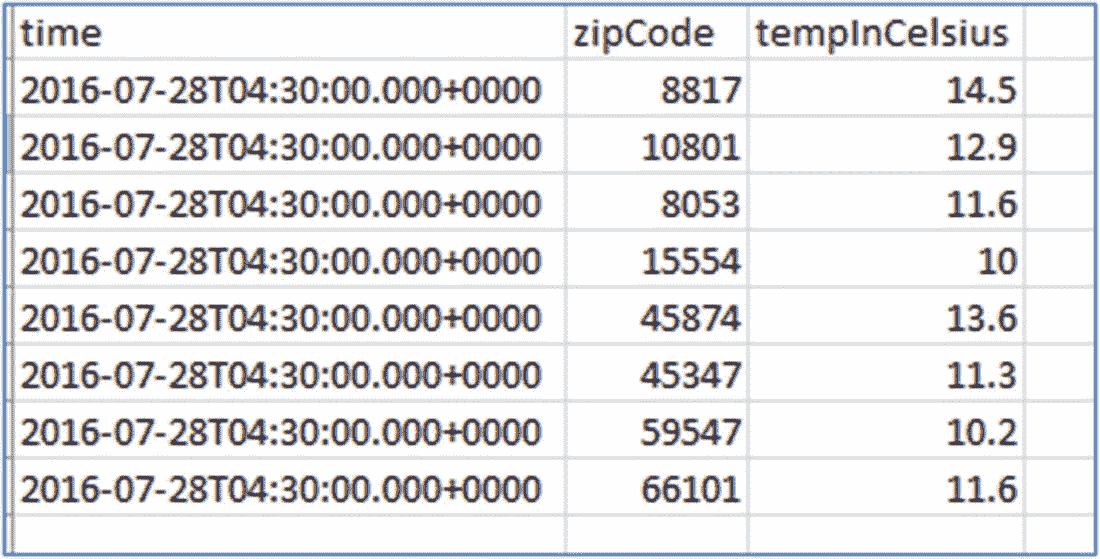 time zipCode tempInCelsius
2016-07-28T04:30:00.000+0000 8817 14.5
2016-07-28T04:30:00.000+0000 10801 12.9
2016-07-28T04:30:00.000+0000 8053 11.6
2016-07-28T04:30:00.000+0000 15554 10
2016-07-28T04:30:00.000+0000 45874 13.6
2016-07-28T04:30:00.000+0000 45347 11.3
2016-07-28T04:30:00.000+0000 59547 10.2
2016-07-28T04:30:00.000+0000 66101 11.6